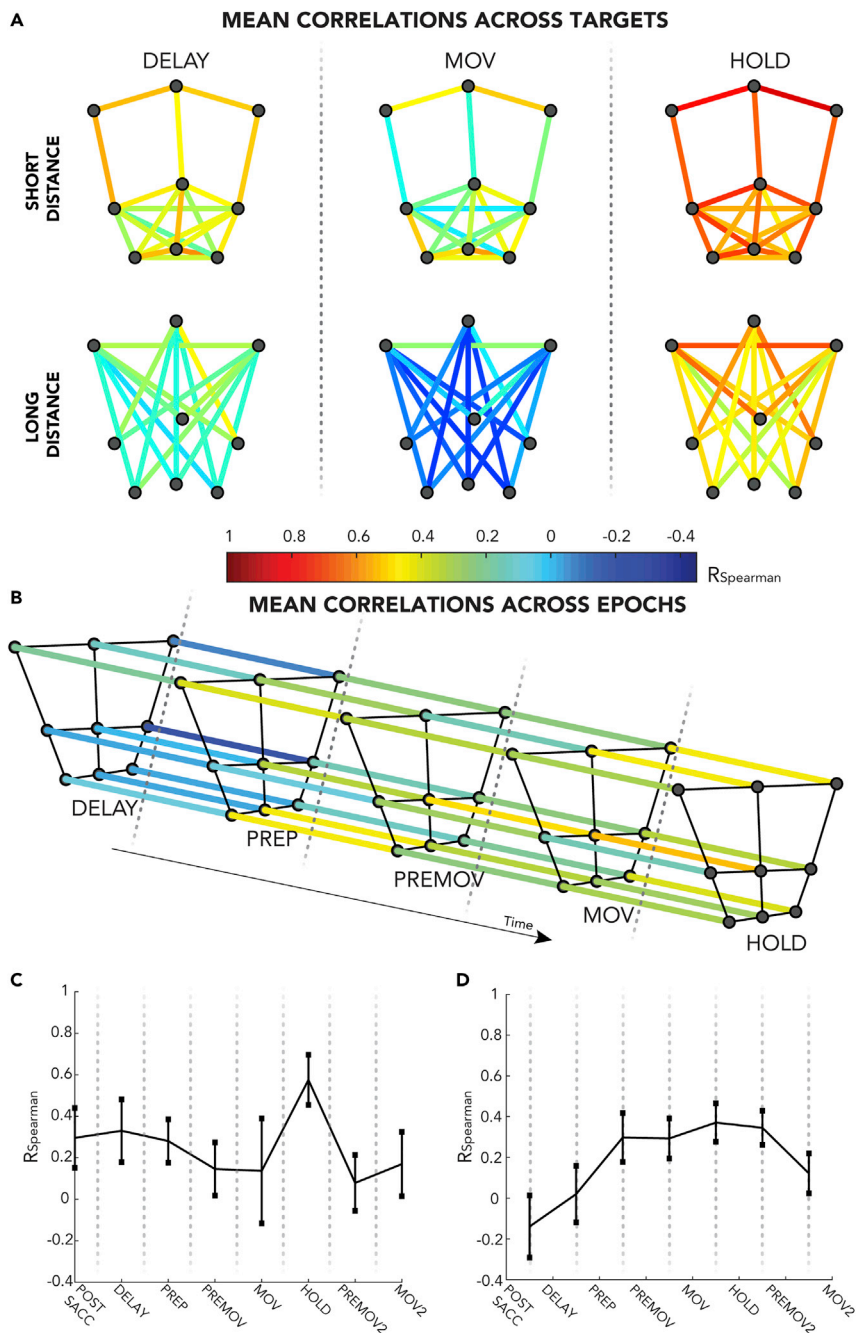 A
MEAN CORRELATIONS ACROSS TARGETS
DELAY
MOV
HOLD
SHORT
DISTANCE
LONG
DISTANCE
1
0.8
0.6
0.4
0.2
0
-0.2
-0.4
RSpearman
B
MEAN CORRELATIONS ACROSS EPOCHS
DELAY
PREP
PREMOV
MOV
HOLD
Time
C
RSpearman
1
0.8
0.6
0.4
0.2
0
-0.2
-0.4
POST
SACC
DELAY
PREP
PREMOV
MOV
HOLD
PREMOV2
MOV2
D
RSpearman
1
0.8
0.6
0.4
0.2
0
-0.2
-0.4
POST
SACC
DELAY
PREP
PREMOV
MOV
HOLD
PREMOV2
MOV2